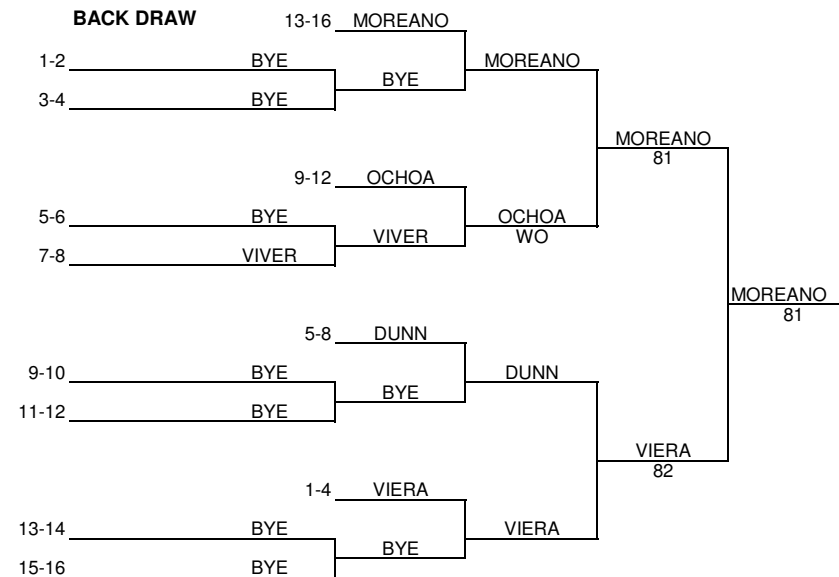 BACK DRAW 13-16 MOREANO
1-2 BYE MOREANO
BYE
3-4 BYE
MOREANO
81
9-12 OCHOA
5-6 BYE OCHOA
VIVER WO
7-8 VIVER
MOREANO
81
5-8 DUNN
9-10 BYE DUNN
BYE
11-12 BYE
VIERA
82
1-4 VIERA
13-14 BYE VIERA
BYE
15-16 BYE